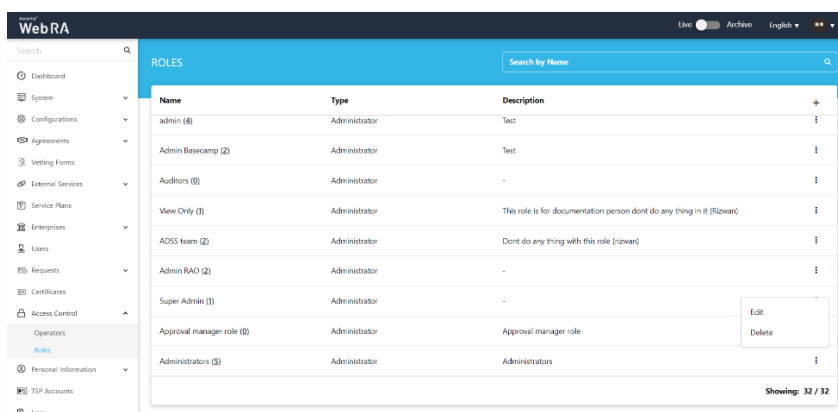 Ascertia
WebRA
Live Archive English
Search
ROLES
Search by Name
Dashboard
System
Configurations
Agreements
Vetting Forms
External Services
Service Plans
Enterprises
Users
Requests
Certificates
Access Control
Operators
Roles
Personal Information
TSP Accounts
Name Type Description +
admin (4) Administrator Test
Admin Basecamp (2) Administrator Test
Auditors (0) Administrator -
View Only (1) Administrator This role is for documentation person dont do any thing in it (Rizwan)
ADSS team (2) Administrator Dont do any thing with this role (rizwan)
Admin RAO (2) Administrator -
Super Admin (1) Administrator -
Edit
Approval manager role (0) Administrator Approval manager role
Delete
Administrators (5) Administrator Administrators
Showing: 32 / 32